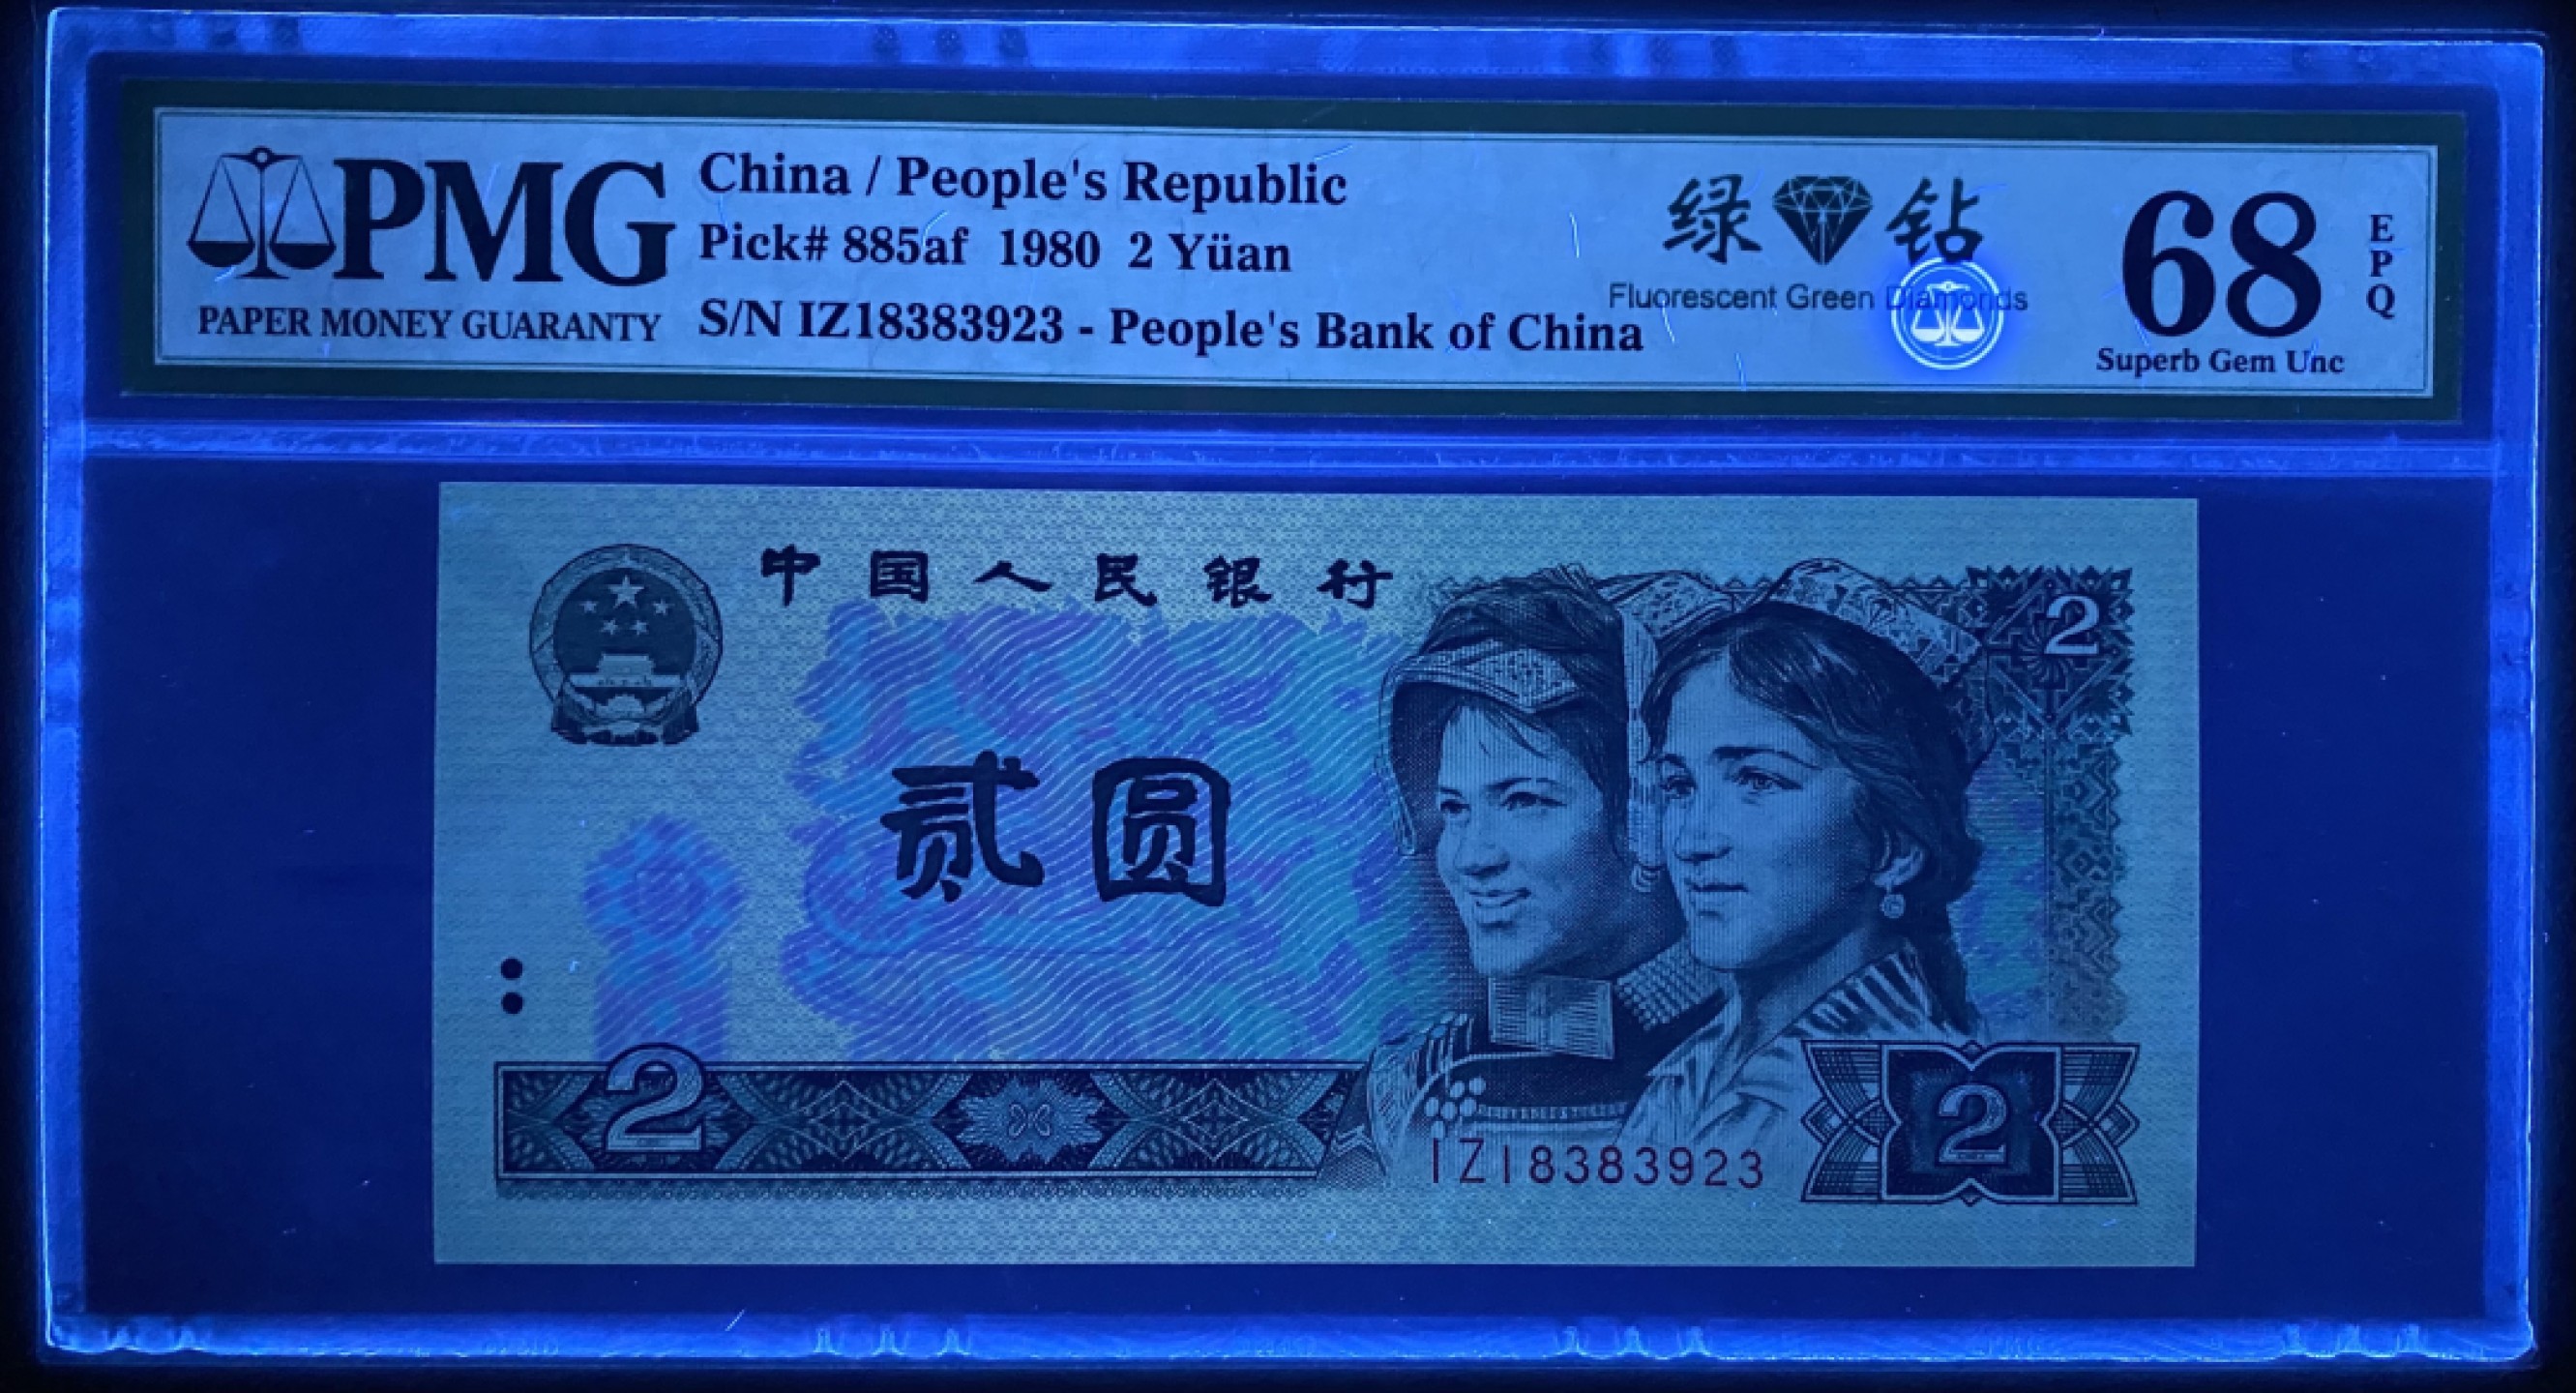 PMG
PAPER MONEY GUARANTY
China / People's Republic
Pick# 885af 1980 2 Yüan
S/N IZ18383923 - People's Bank of China
绿钻
Fluorescent Green Diamonds
68
EPQ
Superb Gem Unc
中国人民银行
2
贰圆
2
IZ18383923
2